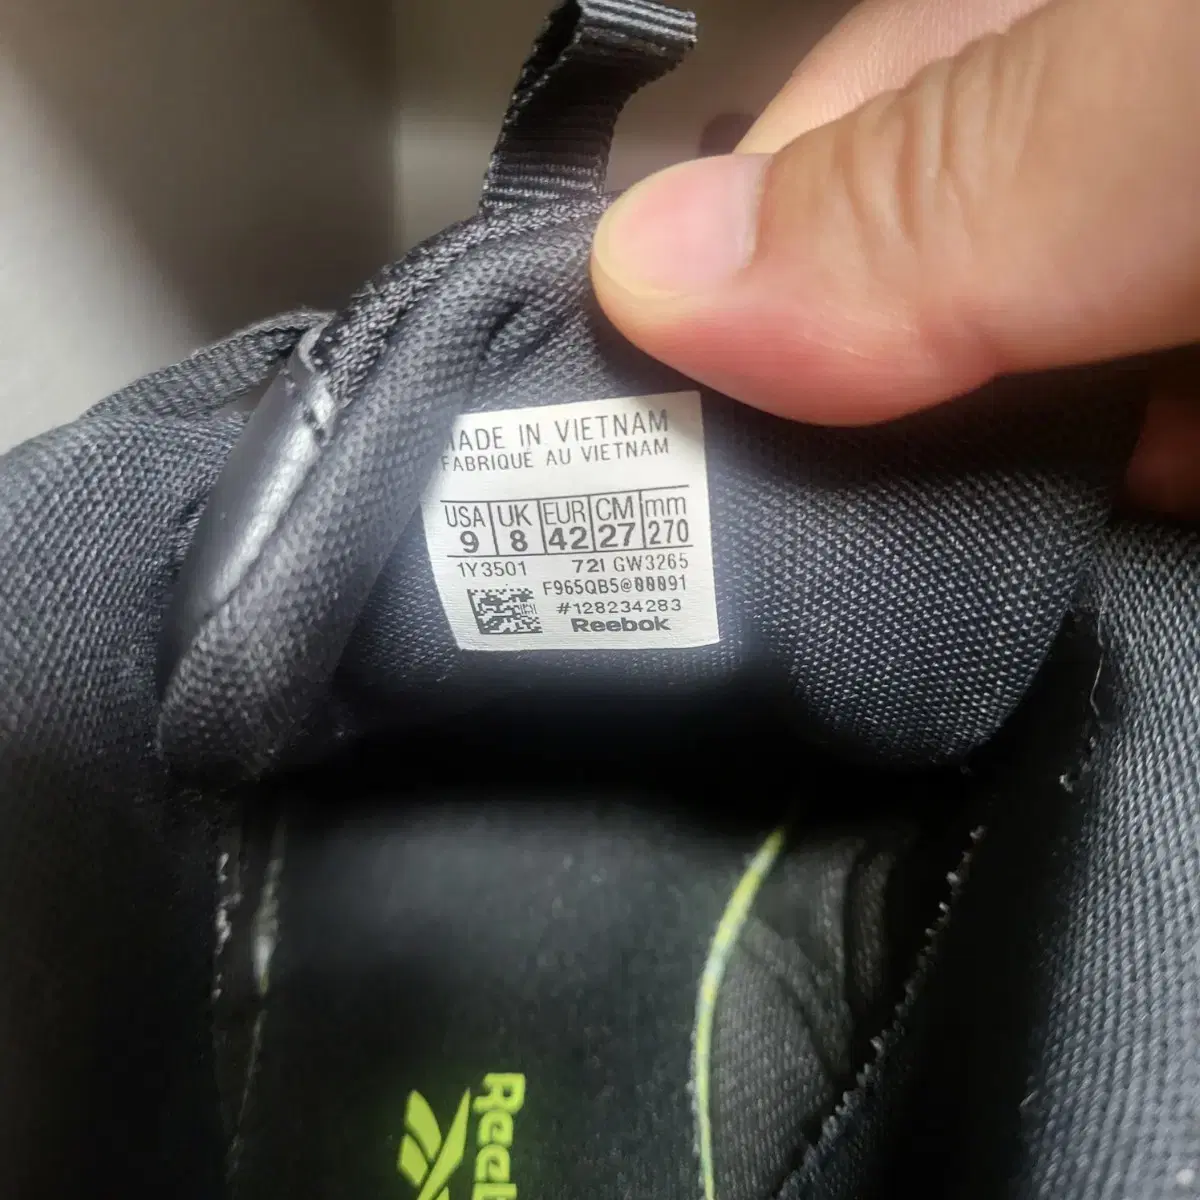 MADE IN VIETNAM
FABRIQUE AU VIETNAM
USA UK EUR CM mm
9 8 42 27 270
1Y3501 72I GW3265
F965QB5@00091
#128234283
Reebok
Reeb